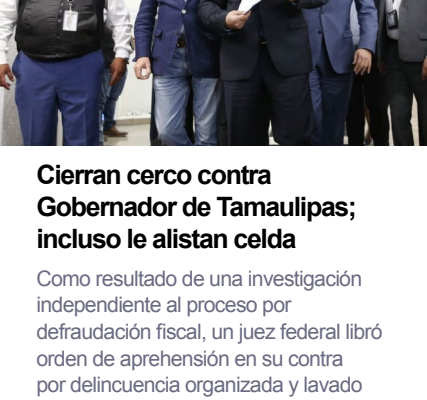 Cierran cerco contra
Gobernador de Tamaulipas;
incluso le alistan celda
Como resultado de una investigación
independiente al proceso por
defraudación fiscal, un juez federal libró
orden de aprehensión en su contra
por delincuencia organizada y lavado